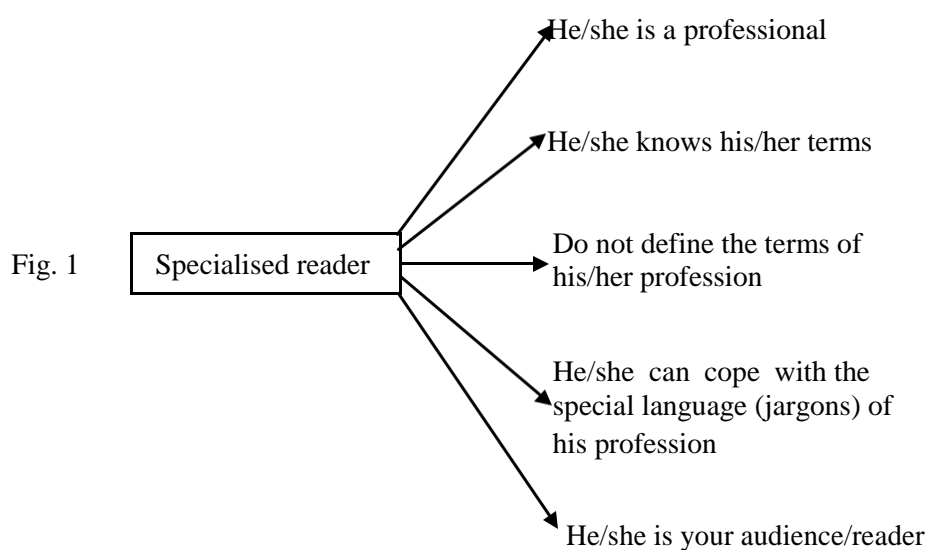 He/she is a professional
He/she knows his/her terms
Fig. 1
Specialised reader
Do not define the terms of
his/her profession
He/she can cope with the
special language (jargons) of
his profession
He/she is your audience/reader